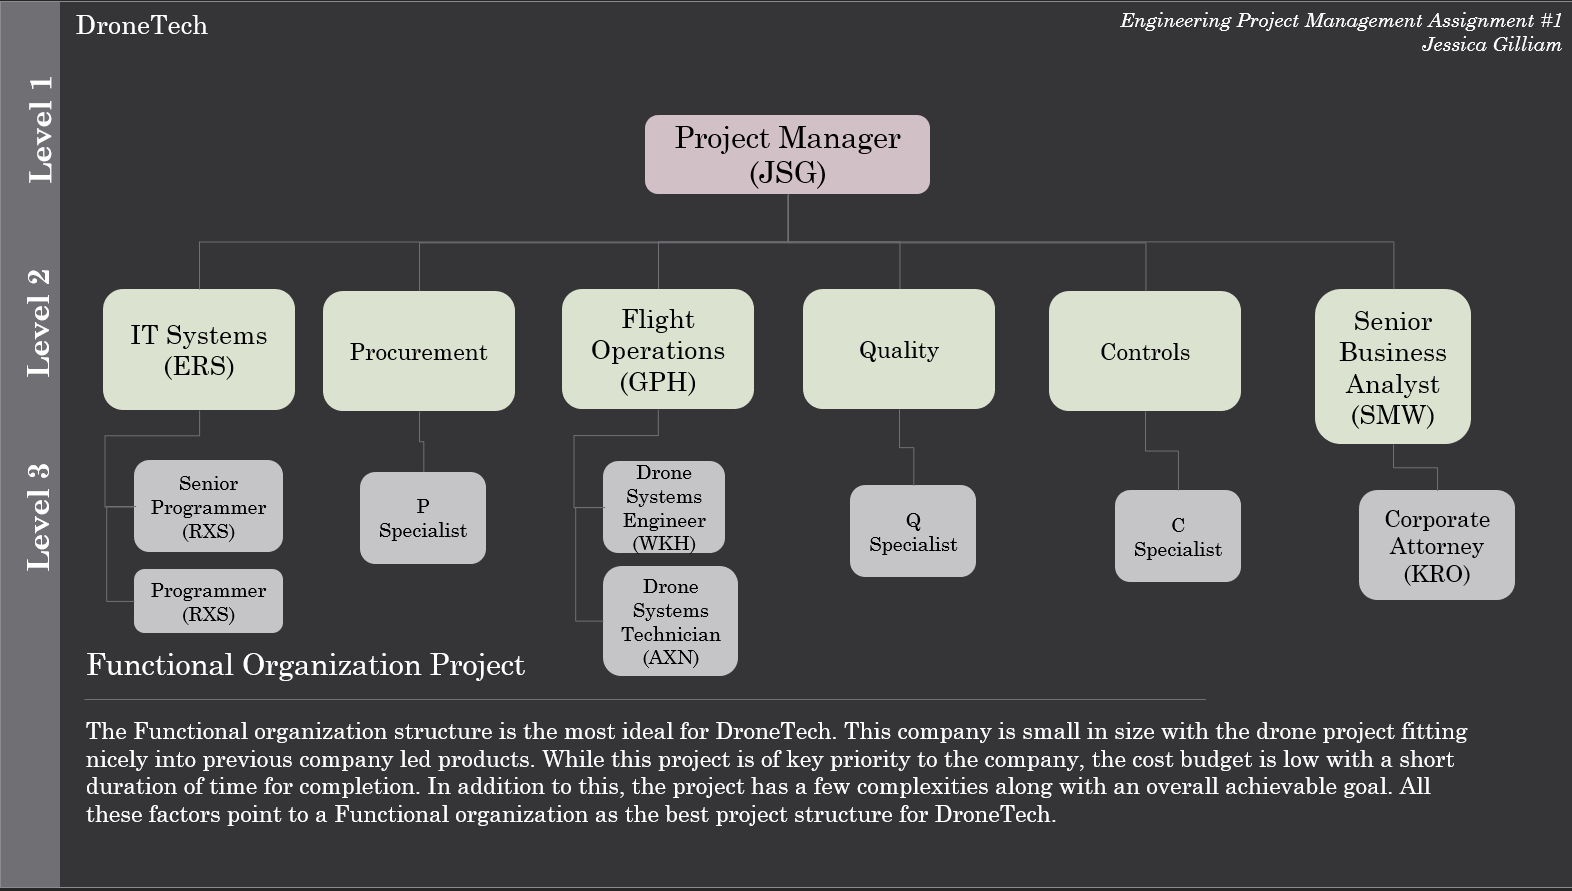 DroneTech
Engineering Project Management Assignment #1
Jessica Gilliam
Level 1
Project Manager
(JSG)
Level 2
IT Systems
(ERS)
Procurement
Flight
Operations
(GPH)
Quality
Controls
Senior
Business
Analyst
(SMW)
Level 3
Senior
Programmer
(RXS)
Programmer
(RXS)
P
Specialist
Drone
Systems
Engineer
(WKH)
Drone
Systems
Technician
(AXN)
Q
Specialist
C
Specialist
Corporate
Attorney
(KRO)
Functional Organization Project
The Functional organization structure is the most ideal for DroneTech. This company is small in size with the drone project fitting
nicely into previous company led products. While this project is of key priority to the company, the cost budget is low with a short
duration of time for completion. In addition to this, the project has a few complexities along with an overall achievable goal. All
these factors point to a Functional organization as the best project structure for DroneTech.